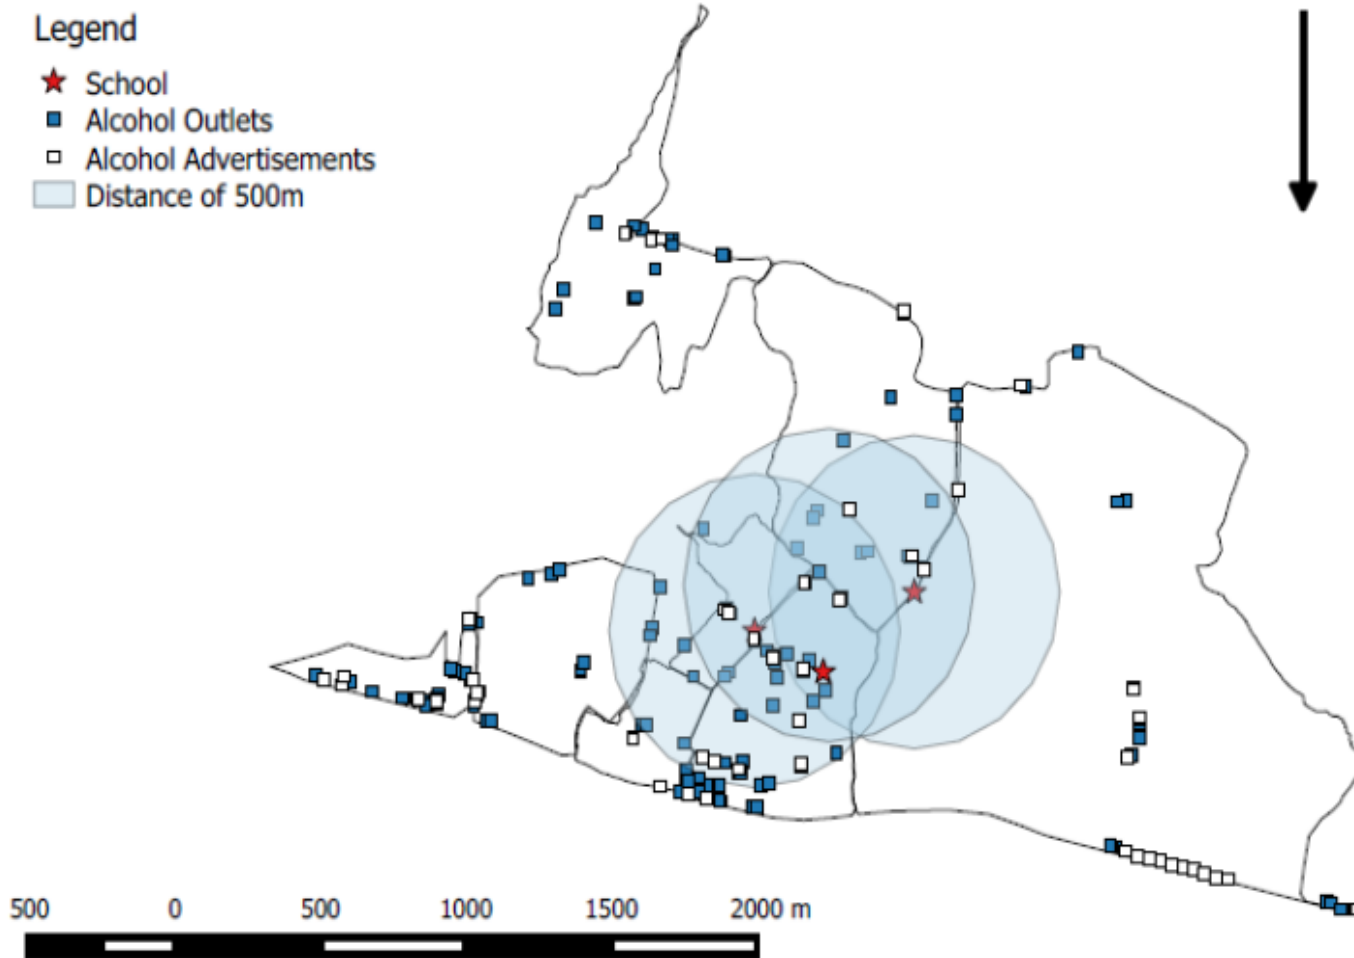 Legend
School
Alcohol Outlets
Alcohol Advertisements
Distance of 500m
500 0 500 1000 1500 2000 m